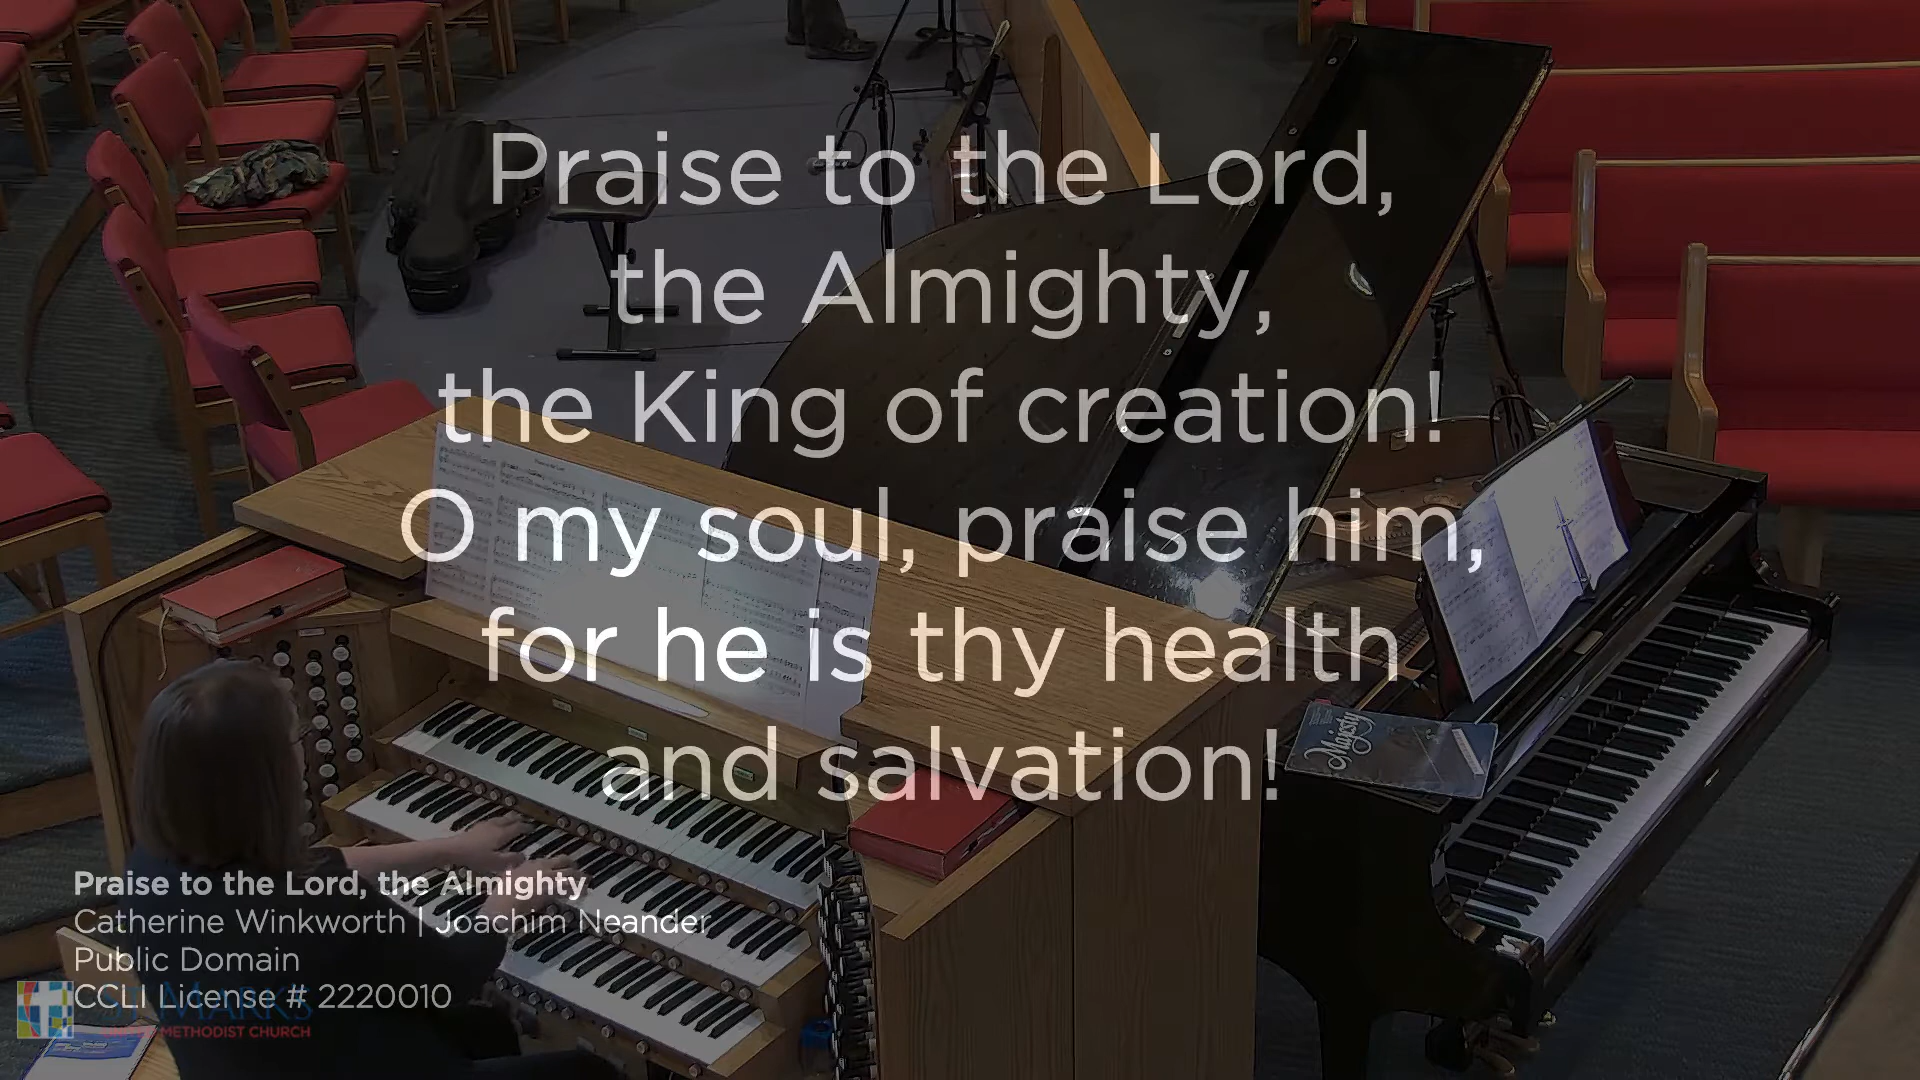 Praise to the Lord,
the Almighty,
the King of creation!
O my soul, praise him,
for he is thy health
and salvation!
Majesty
Praise to the Lord, the Almighty
Catherine Winkworth | Joachim Neander
Public Domain
CCLI License # 2220010
ST. MARK'S
METHODIST CHURCH